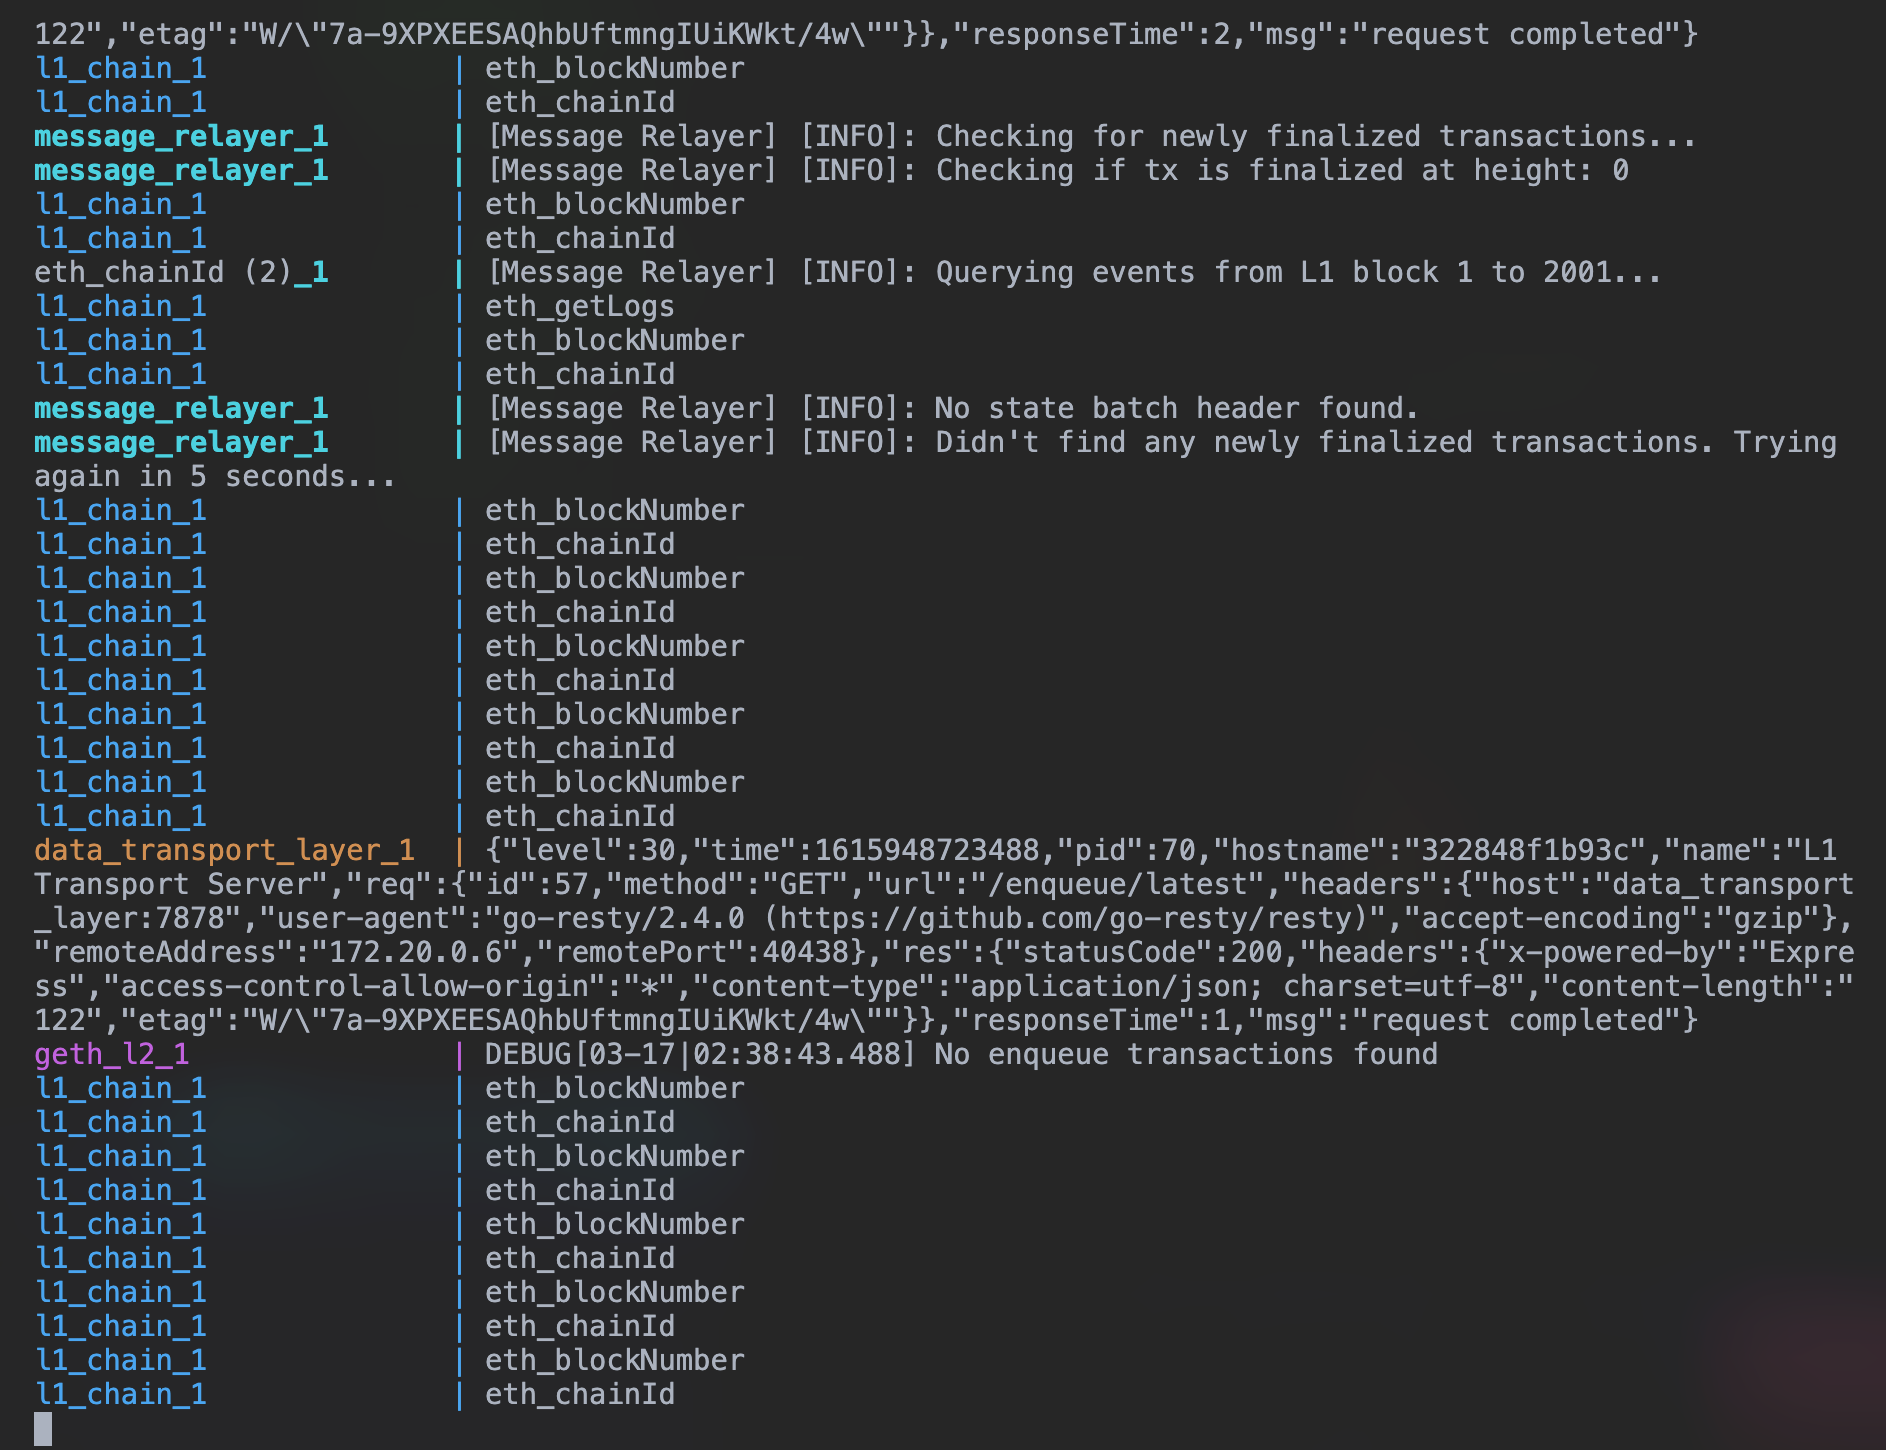 122","etag":"W/\"7a-9XPXEESAQhbUftmngIUiKWkt/4w\""}},"responseTime":2,"msg":"request completed"}
l1_chain_1 | eth_blockNumber
l1_chain_1 | eth_chainId
message_relayer_1 | [Message Relayer] [INFO]: Checking for newly finalized transactions...
message_relayer_1 | [Message Relayer] [INFO]: Checking if tx is finalized at height: 0
l1_chain_1 | eth_blockNumber
l1_chain_1 | eth_chainId
eth_chainId (2)_1 | [Message Relayer] [INFO]: Querying events from L1 block 1 to 2001...
l1_chain_1 | eth_getLogs
l1_chain_1 | eth_blockNumber
l1_chain_1 | eth_chainId
message_relayer_1 | [Message Relayer] [INFO]: No state batch header found.
message_relayer_1 | [Message Relayer] [INFO]: Didn't find any newly finalized transactions. Trying
again in 5 seconds...
l1_chain_1 | eth_blockNumber
l1_chain_1 | eth_chainId
l1_chain_1 | eth_blockNumber
l1_chain_1 | eth_chainId
l1_chain_1 | eth_blockNumber
l1_chain_1 | eth_chainId
l1_chain_1 | eth_blockNumber
l1_chain_1 | eth_chainId
l1_chain_1 | eth_blockNumber
l1_chain_1 | eth_chainId
data_transport_layer_1 | {"level":30,"time":1615948723488,"pid":70,"hostname":"322848f1b93c","name":"L1
Transport Server","req":{"id":57,"method":"GET","url":"/enqueue/latest","headers":{"host":"data_transport
_layer:7878","user-agent":"go-resty/2.4.0 (https://github.com/go-resty/resty)","accept-encoding":"gzip"},
"remoteAddress":"172.20.0.6","remotePort":40438},"res":{"statusCode":200,"headers":{"x-powered-by":"Expre
ss","access-control-allow-origin":"*","content-type":"application/json; charset=utf-8","content-length":"
122","etag":"W/\"7a-9XPXEESAQhbUftmngIUiKWkt/4w\""}},"responseTime":1,"msg":"request completed"}
geth_l2_1 | DEBUG[03-17|02:38:43.488] No enqueue transactions found
l1_chain_1 | eth_blockNumber
l1_chain_1 | eth_chainId
l1_chain_1 | eth_blockNumber
l1_chain_1 | eth_chainId
l1_chain_1 | eth_blockNumber
l1_chain_1 | eth_chainId
l1_chain_1 | eth_blockNumber
l1_chain_1 | eth_chainId
l1_chain_1 | eth_blockNumber
l1_chain_1 | eth_chainId